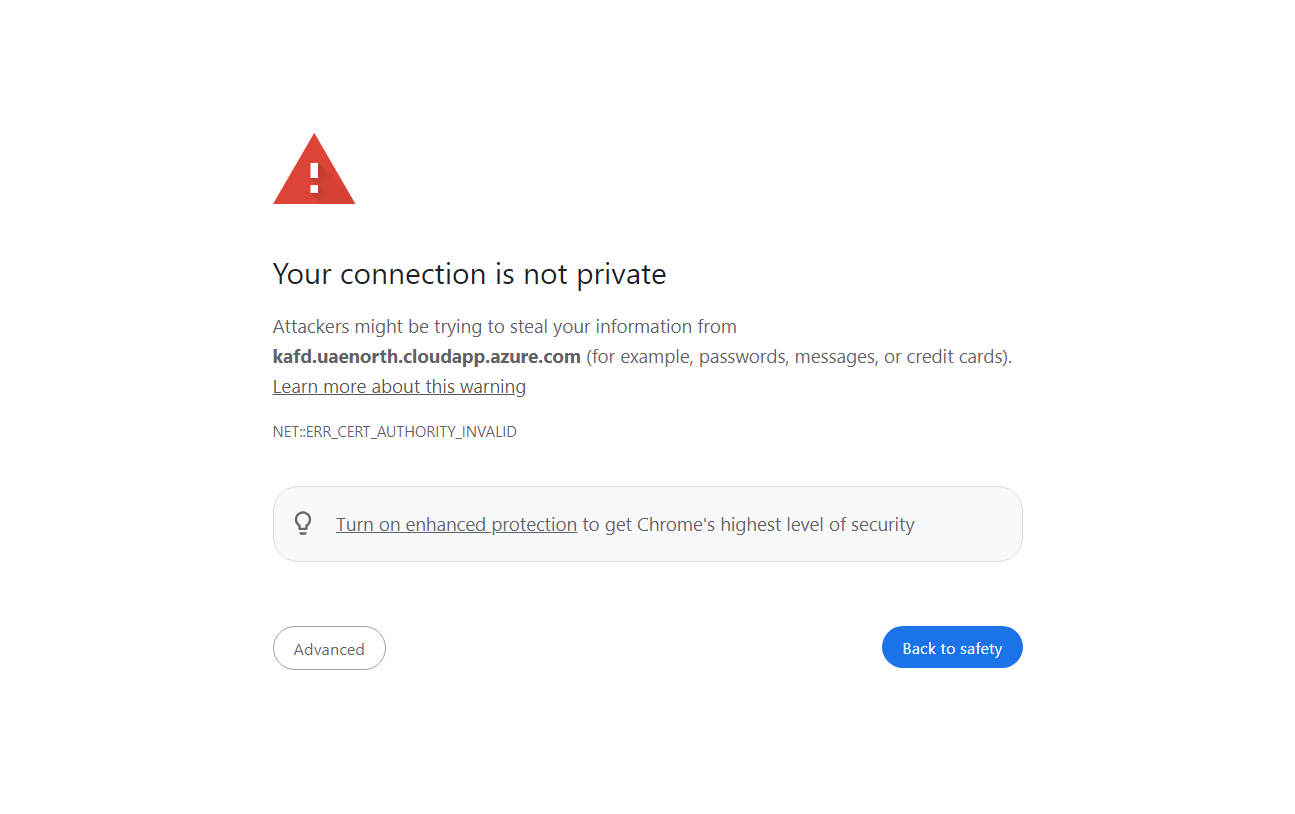 Your connection is not private
Attackers might be trying to steal your information from
kafd.uaenorth.cloudapp.azure.com (for example, passwords, messages, or credit cards).
Learn more about this warning
NET::ERR_CERT_AUTHORITY_INVALID
Turn on enhanced protection to get Chrome's highest level of security
Advanced
Back to safety